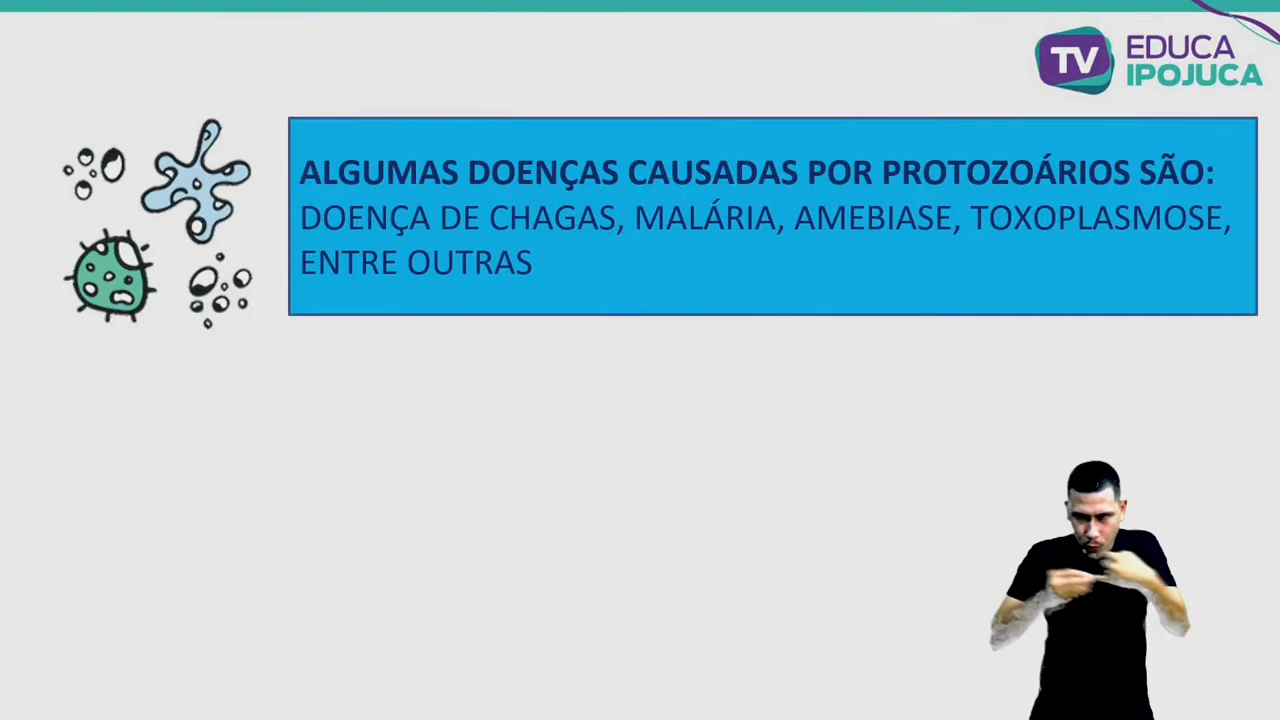 TV EDUCA
IPOJUCA
ALGUMAS DOENÇAS CAUSADAS POR PROTOZOÁRIOS SÃO:
DOENÇA DE CHAGAS, MALÁRIA, AMEBIASE, TOXOPLASMOSE,
ENTRE OUTRAS